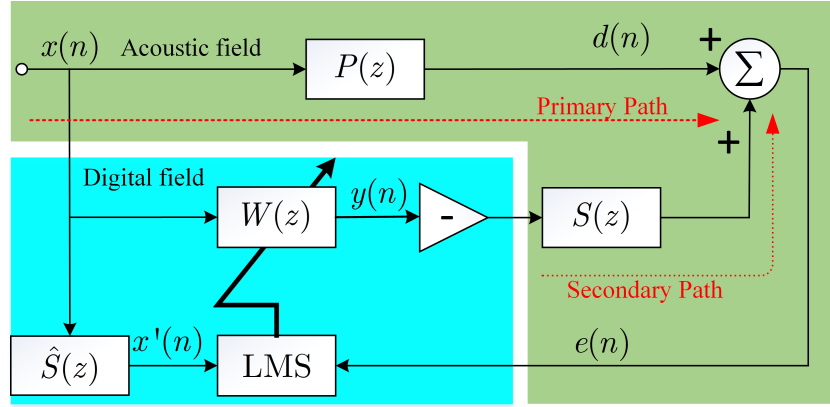 x(n) Acoustic field P(z) d(n) + Σ
Primary Path
+
Digital field
W(z) y(n) - S(z)
Secondary Path
Ŝ(z) x'(n) LMS e(n)